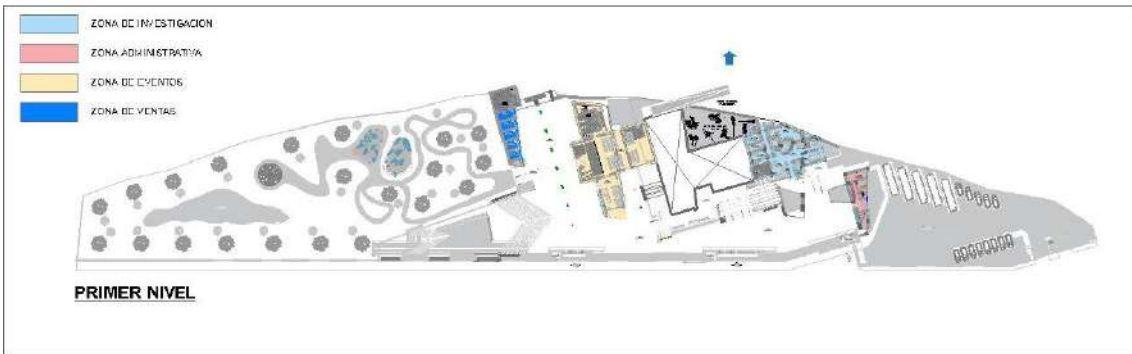 ZONA DE INVESTIGACION
ZONA ADMINISTRATIVA
ZONA DE EVENTOS
ZONA DE VENTAS
PRIMER NIVEL